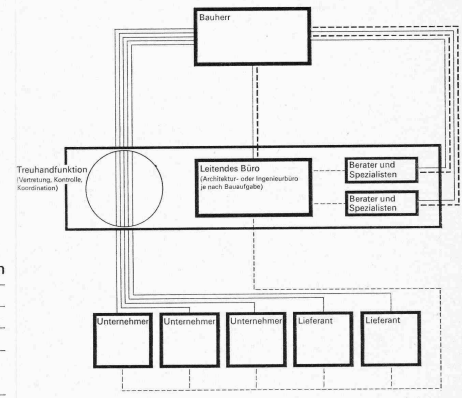 Bauherr
Treuhandfunktion
(Vertretung, Kontrolle,
Koordination)
Leitendes Büro
(Architektur- oder Ingenieurbüro
je nach Bauaufgabe)
Berater und
Spezialisten
Berater und
Spezialisten
n
Unternehmer
Unternehmer
Unternehmer
Lieferant
Lieferant